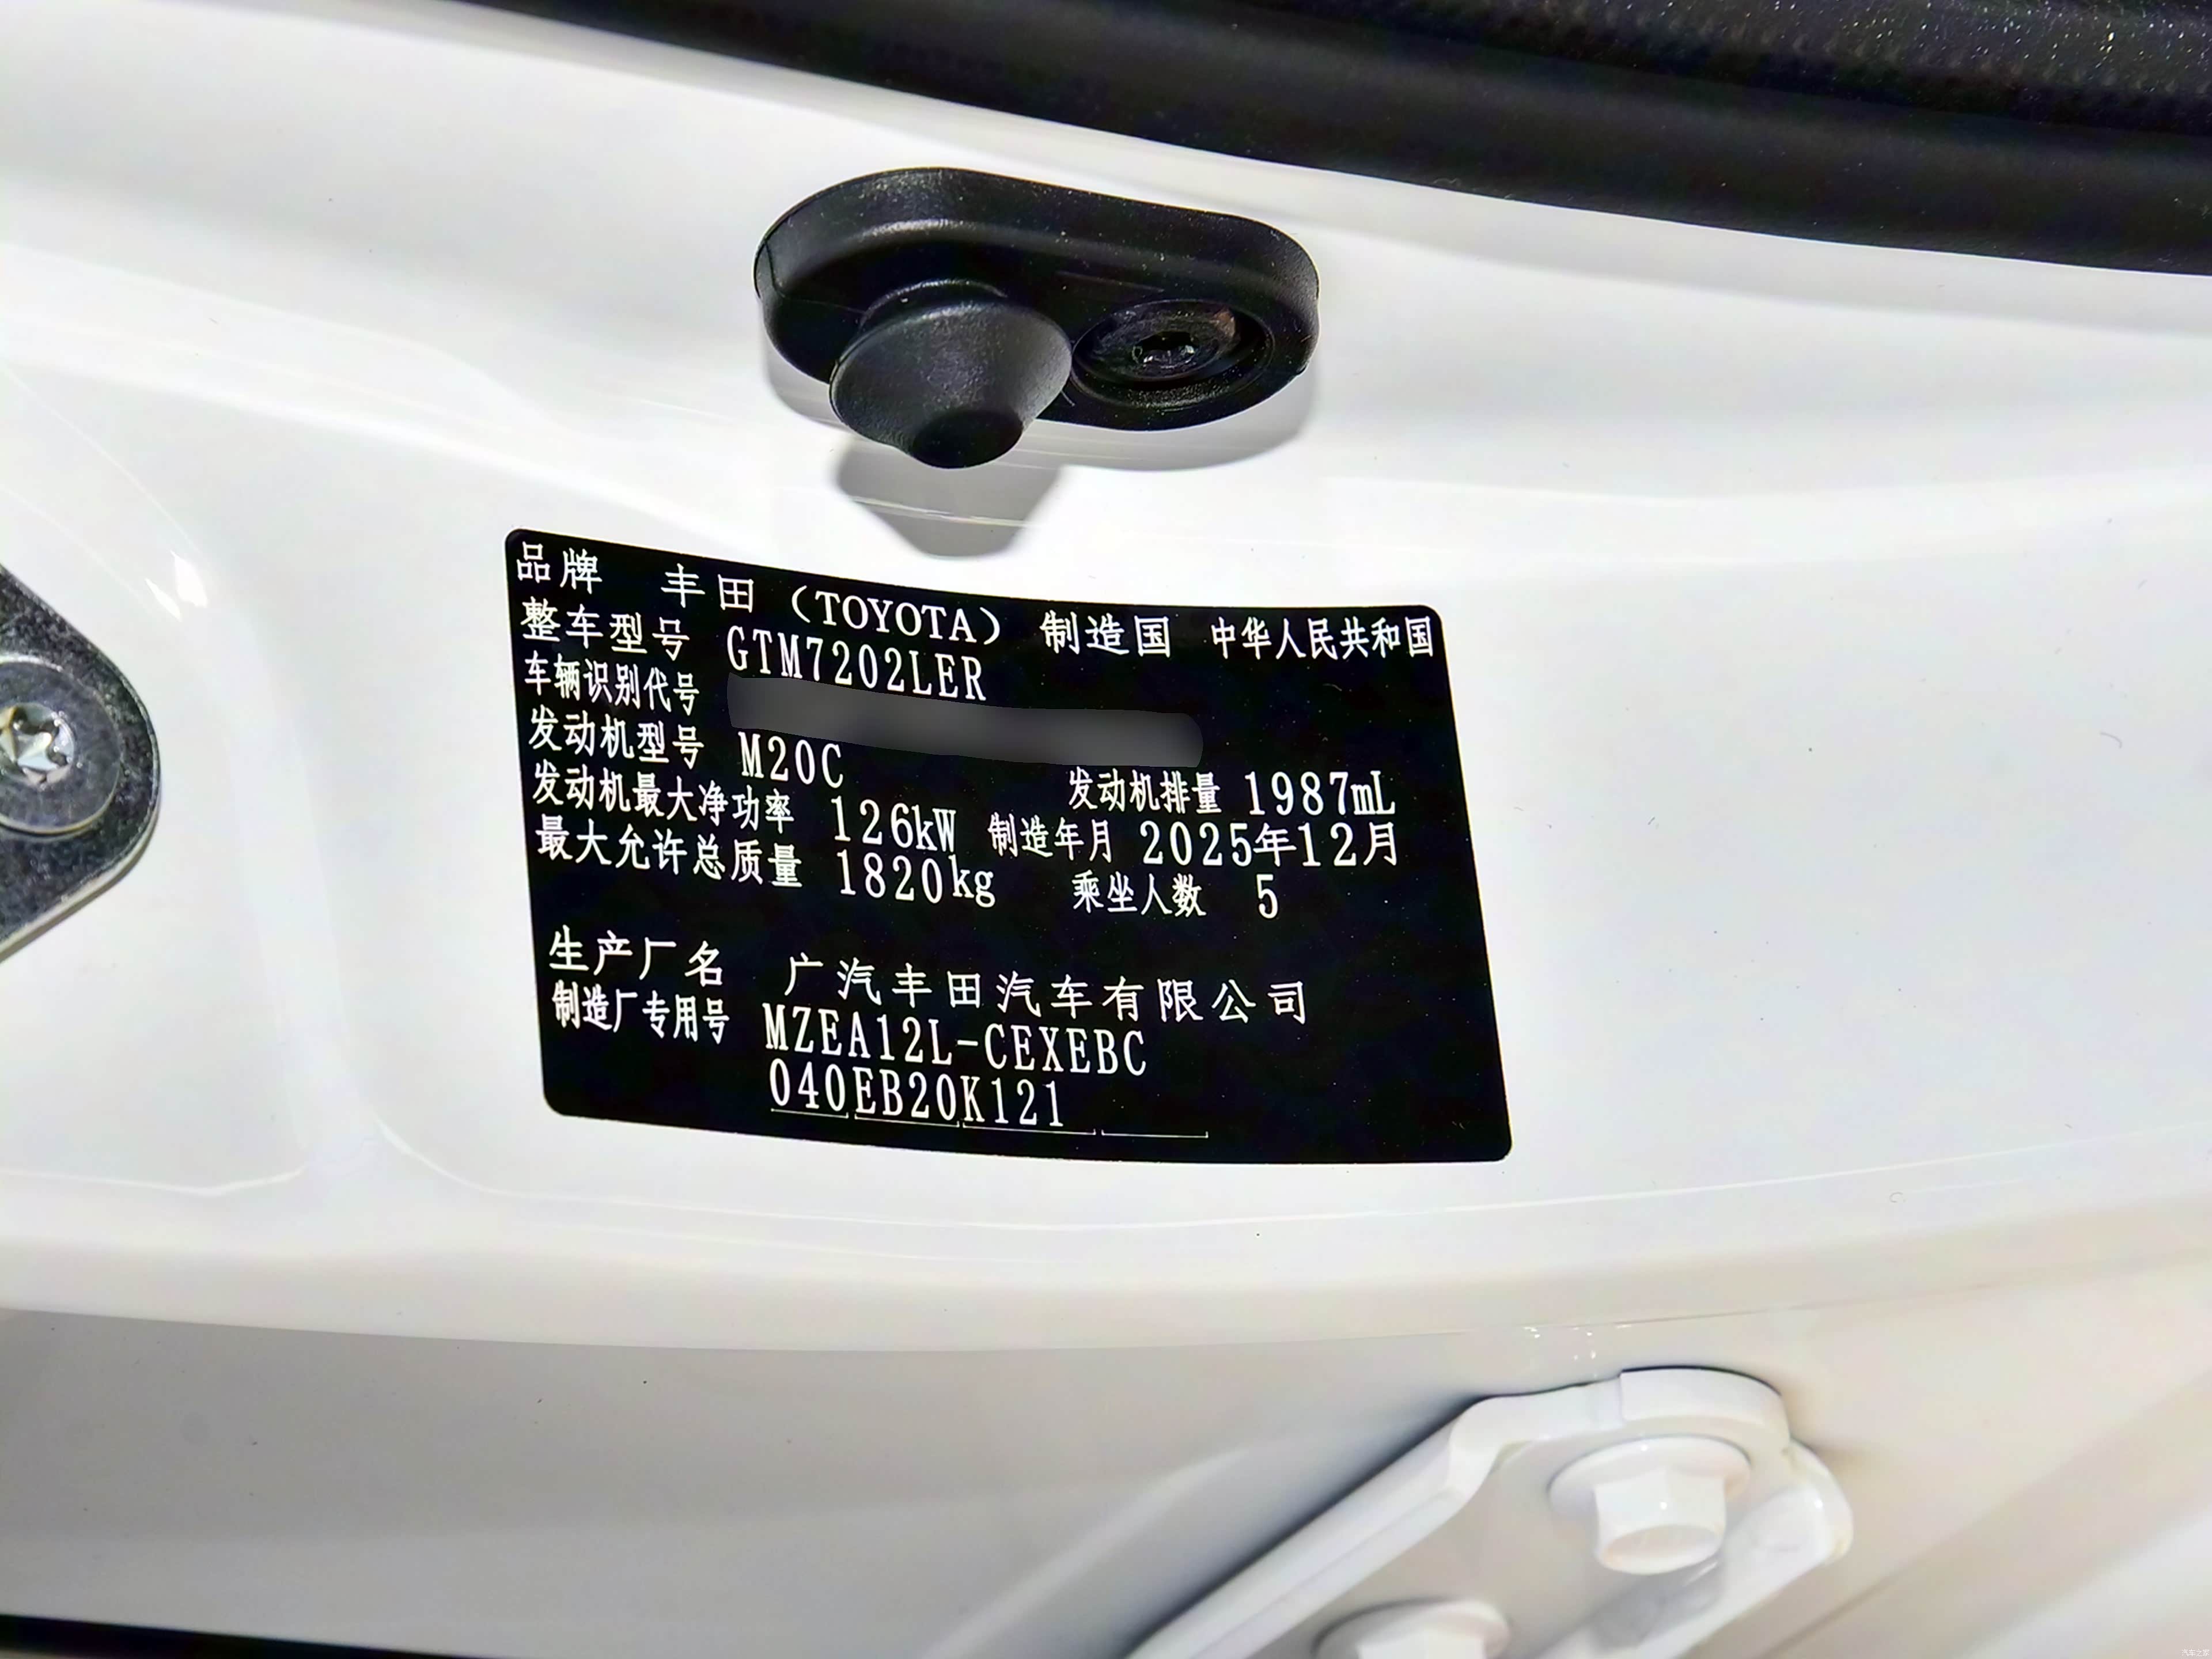 品牌 丰田（TOYOTA） 制造国 中华人民共和国
整车型号 GTM7202LER
车辆识别代号
发动机型号 M20C 发动机排量 1987mL
发动机最大净功率 126kW 制造年月 2025年12月
最大允许总质量 1820kg 乘坐人数 5
生产厂名 广汽丰田汽车有限公司
制造厂专用号 MZEA12L-CEXEBC
040EB20K121
汽车之家